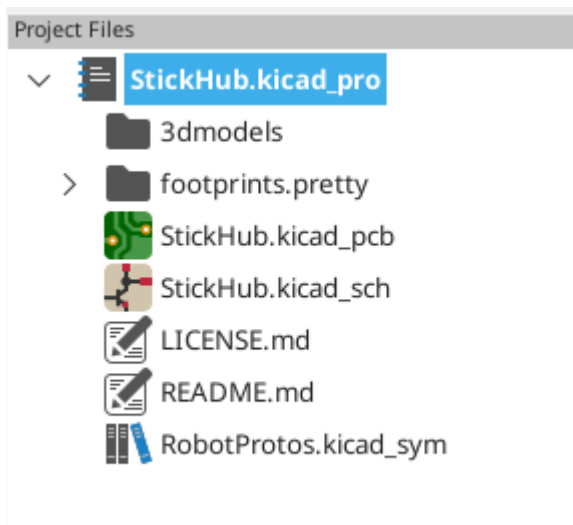 Project Files
StickHub.kicad_pro
3dmodels
footprints.pretty
StickHub.kicad_pcb
StickHub.kicad_sch
LICENSE.md
README.md
RobotProtos.kicad_sym